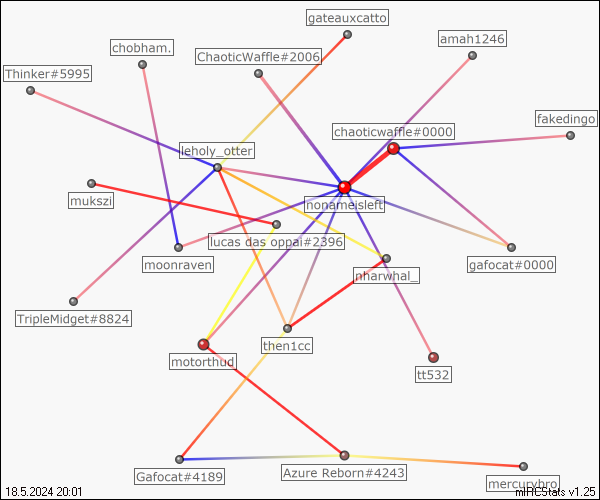 gateauxcatto
amah1246
chobham.
ChaoticWaffle#2006
Thinker#5995
fakedingo
chaoticwaffle#0000
leholy_otter
mukszi
nonameisleft
lucas das oppai#2396
moonraven
gafocat#0000
nharwhal_
TripleMidget#8824
then1cc
motorthud
tt532
Gafocat#4189
Azure Reborn#4243
mercurybro
18.5.2024 20:01
mIRCStats v1.25